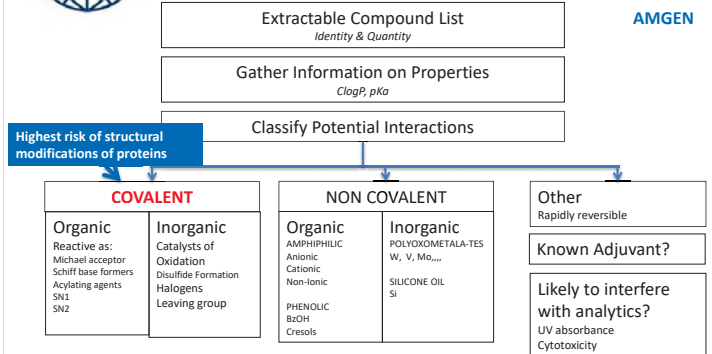 AMGEN
Extractable Compound List
Identity & Quantity
Gather Information on Properties
ClogP, pKa
Classify Potential Interactions
Highest risk of structural
modifications of proteins
COVALENT
Organic
Reactive as:
Michael acceptor
Schiff base formers
Acylating agents
SN1
SN2
Inorganic
Catalysts of
Oxidation
Disulfide Formation
Halogens
Leaving group
NON COVALENT
Organic
AMPHIPHILIC
Anionic
Cationic
Non-Ionic
PHENOLIC
BzOH
Cresols
Inorganic
POLYOXOMETALA-TES
W, V, Mo,,,,
SILICONE OIL
Si
Other
Rapidly reversible
Known Adjuvant?
Likely to interfere
with analytics?
UV absorbance
Cytotoxicity